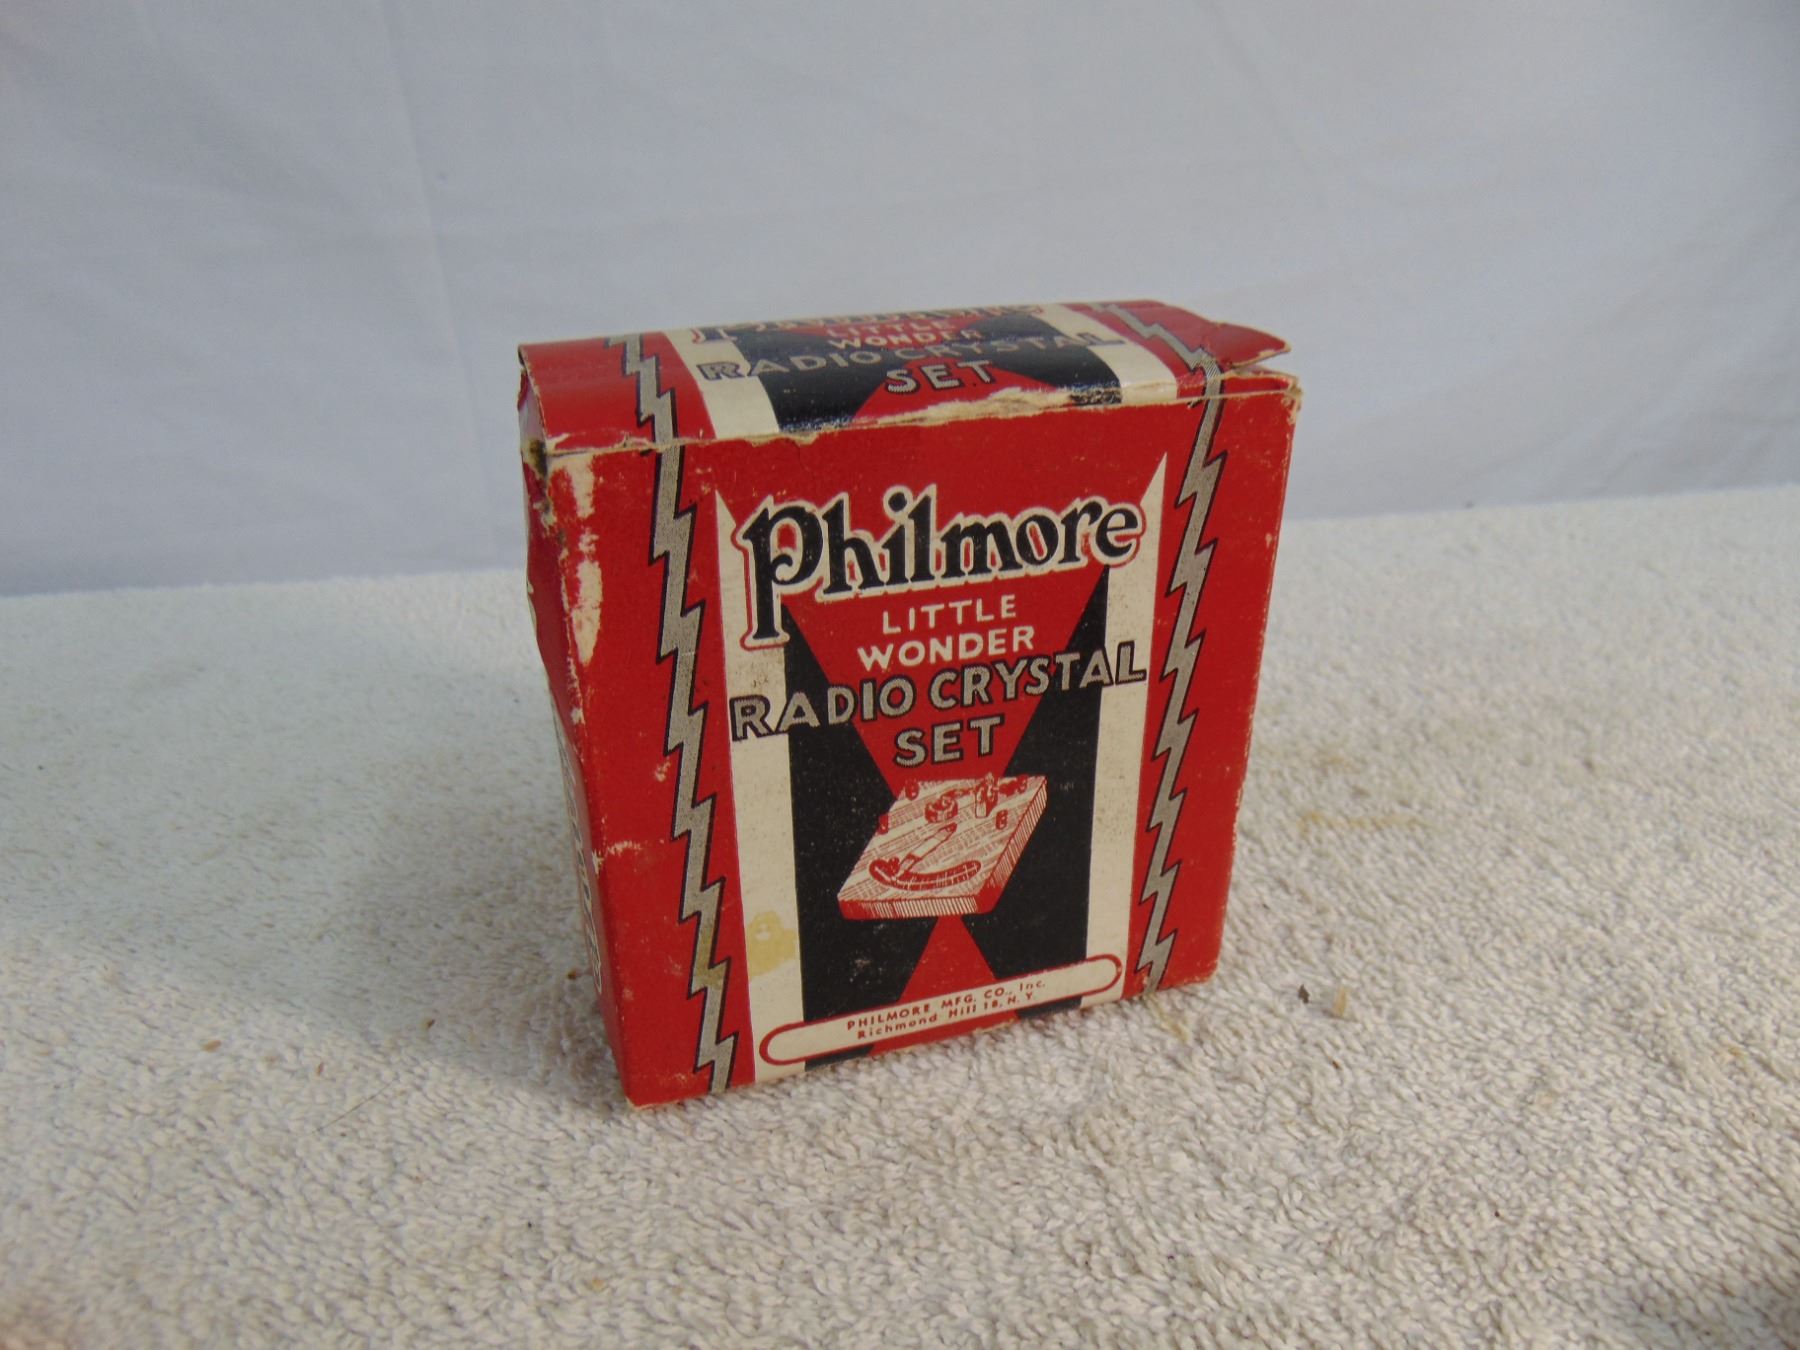 LITTLE
WONDER
RADIO CRYSTAL
SET
Philmore
LITTLE
WONDER
RADIO CRYSTAL
SET
PHILMORE MFG. CO., Inc.
Richmond Hill 18, N. Y.